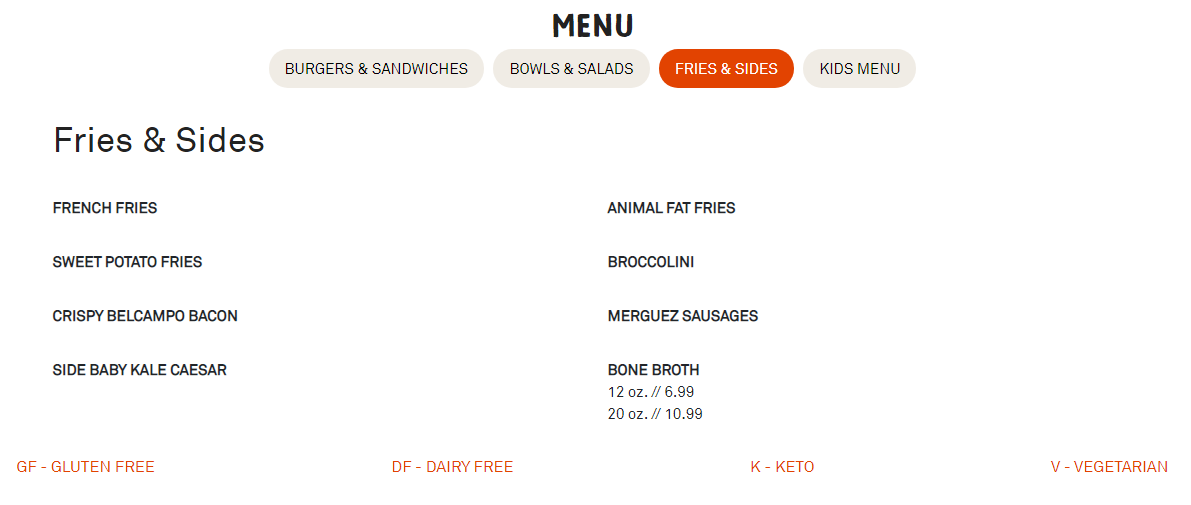 MENU
BURGERS & SANDWICHES
BOWLS & SALADS
FRIES & SIDES
KIDS MENU
Fries & Sides
FRENCH FRIES
ANIMAL FAT FRIES
SWEET POTATO FRIES
BROCCOLINI
CRISPY BELCAMPO BACON
MERGUEZ SAUSAGES
SIDE BABY KALE CAESAR
BONE BROTH
12 oz. // 6.99
20 oz. // 10.99
GF - GLUTEN FREE
DF - DAIRY FREE
K - KETO
V - VEGETARIAN